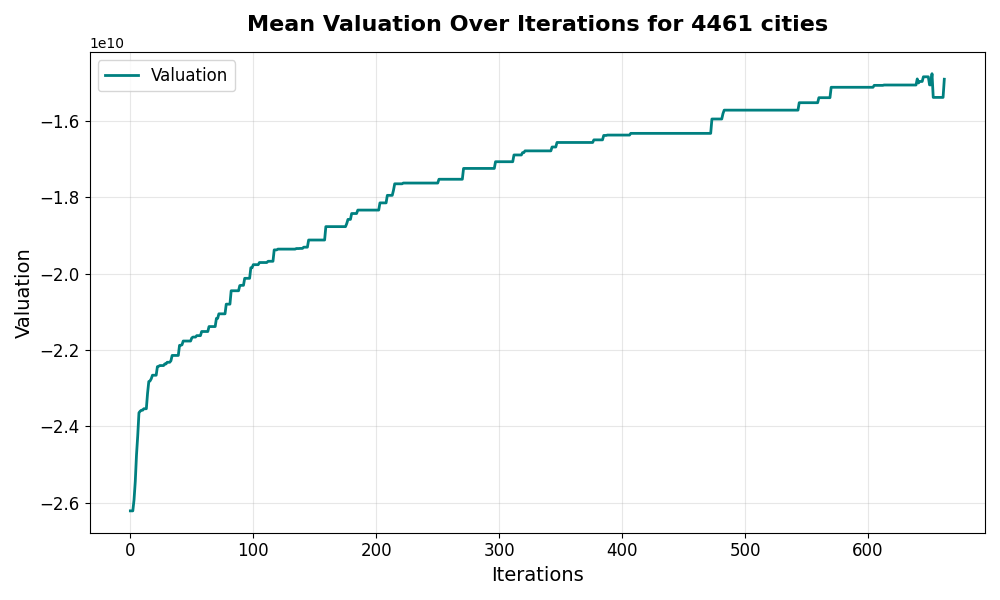 Mean Valuation Over Iterations for 4461 cities
1e10
Valuation
−1.6
−1.8
−2.0
−2.2
−2.4
−2.6
Valuation
0 100 200 300 400 500 600
Iterations